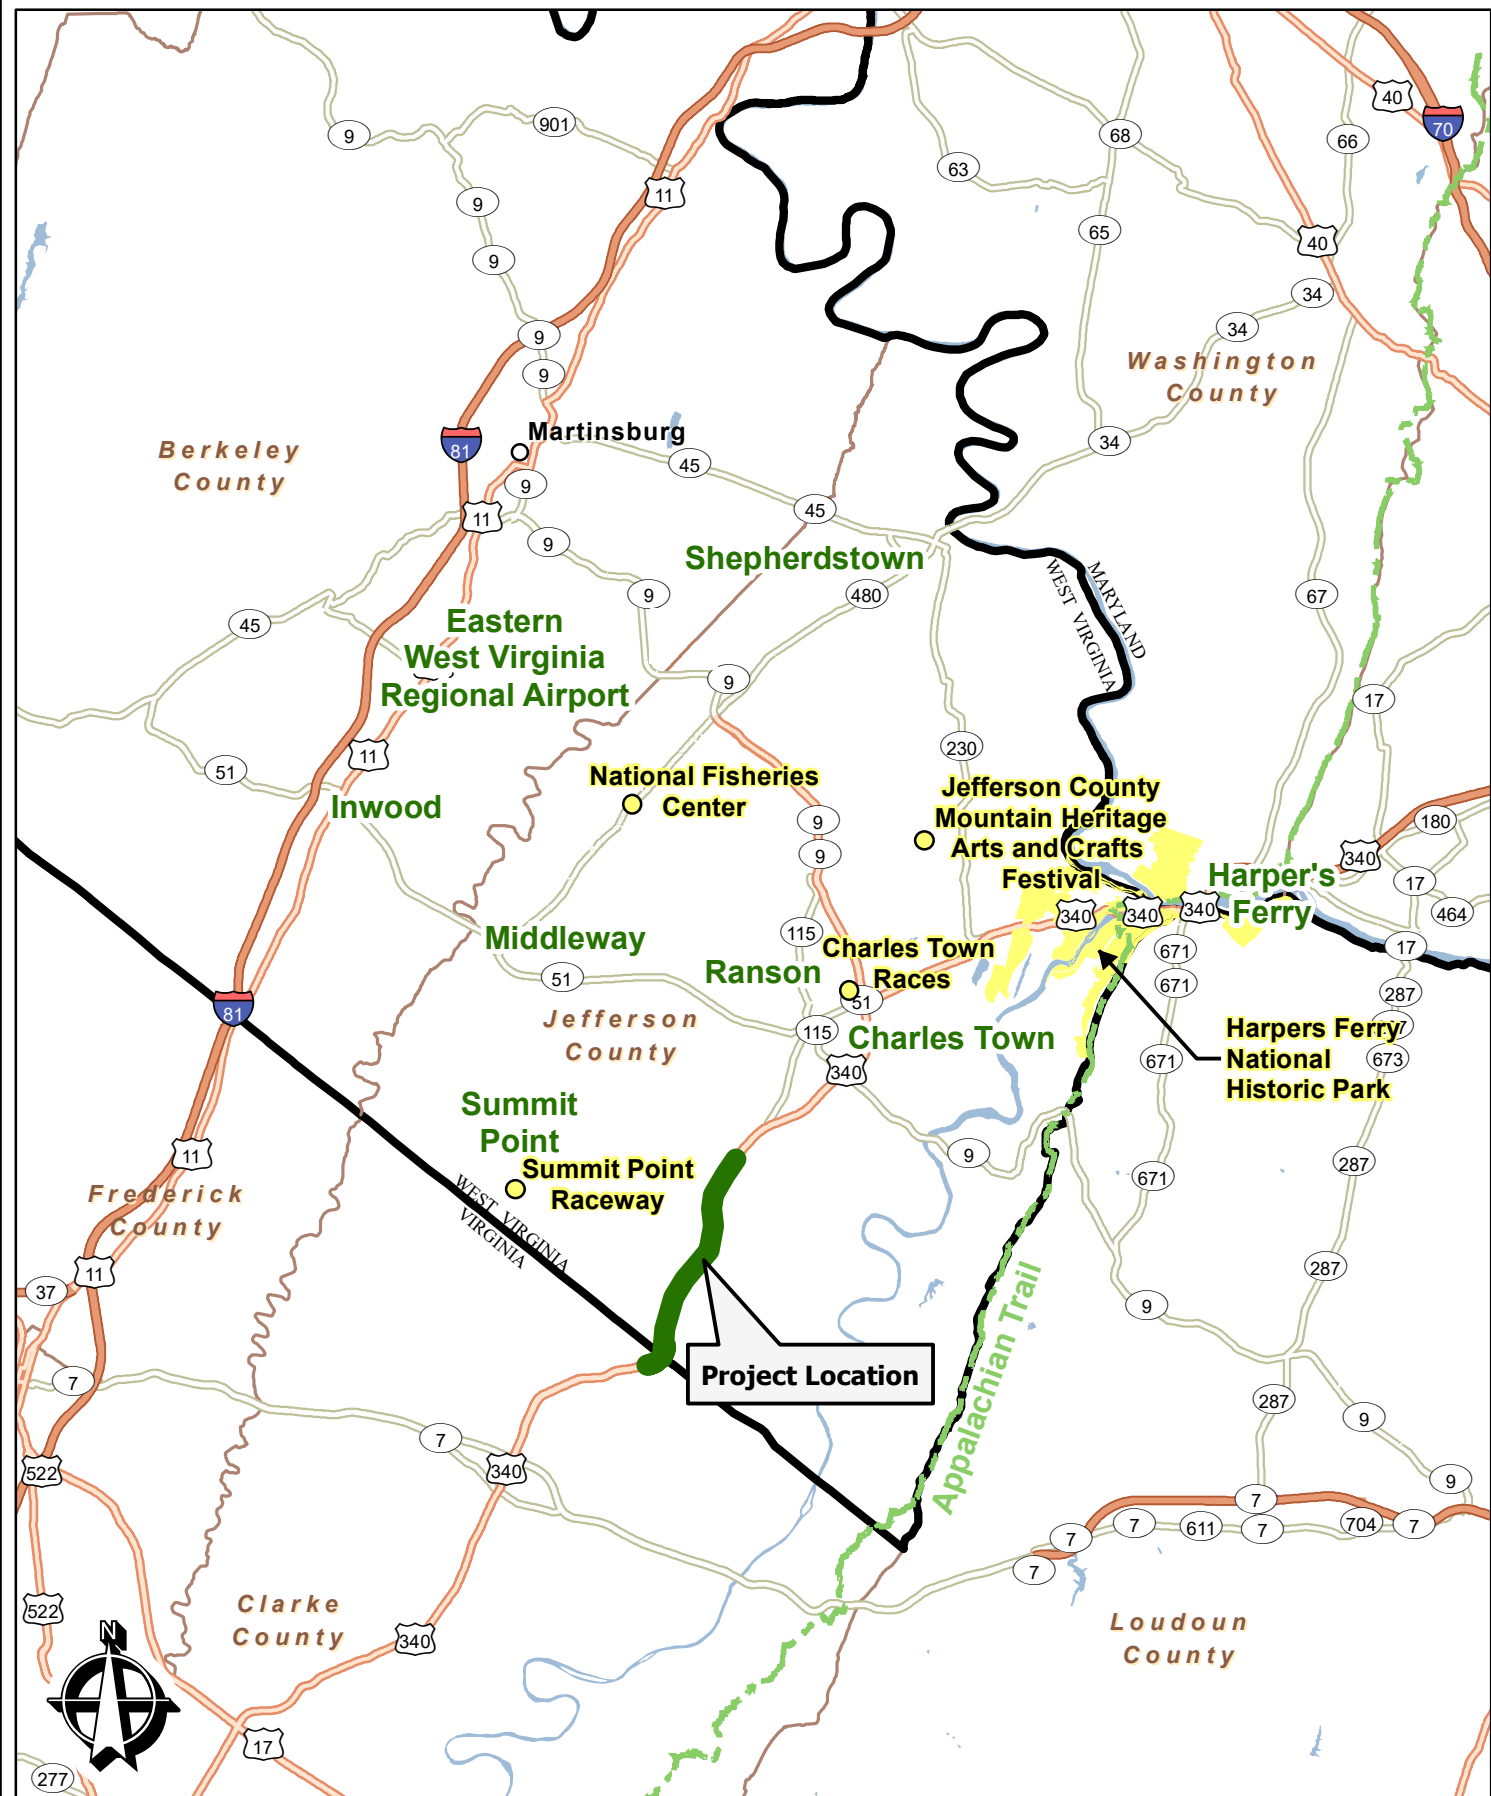 40
70
9
901
68
66
63
11
9
65
40
9
34
34
9
Washington
County
9
Martinsburg
81
34
Berkeley
County
45
9
45
11
9
Shepherdstown
MARYLAND
WEST VIRGINIA
9
480
67
45
Eastern
West Virginia
Regional Airport
9
17
11
230
51
National Fisheries
Center
Jefferson County
Mountain Heritage
Arts and Crafts
Festival
Inwood
9
180
9
340
Harper's
Ferry
17
340
340
340
464
115
Middleway
Charles Town
Races
671
17
Ranson
51
671
287
51
81
Jefferson
County
115
Charles Town
Harpers Ferry
National
Historic Park
673
340
671
Summit
Point
11
9
287
Summit Point
Raceway
671
Frederick
County
WEST VIRGINIA
VIRGINIA
11
287
37
9
Appalachian Trail
Project Location
7
287
9
7
522
340
9
7
7
611
7
704
7
7
7
522
Clarke
County
Loudoun
County
340
N
17
277